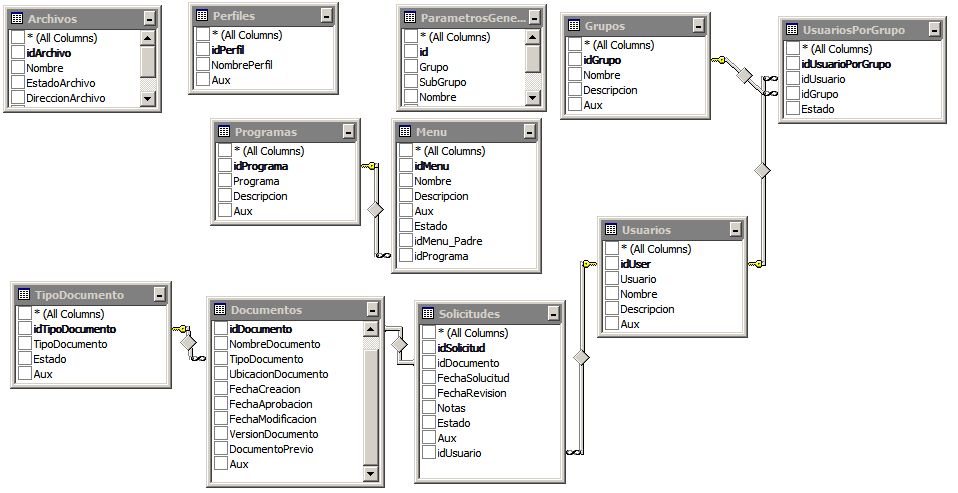 Archivos
* (All Columns)
idArchivo
Nombre
EstadoArchivo
DireccionArchivo
Perfiles
* (All Columns)
idPerfil
NombrePerfil
Aux
ParametrosGene...
* (All Columns)
id
Grupo
SubGrupo
Nombre
Grupos
* (All Columns)
idGrupo
Nombre
Descripcion
Aux
UsuariosPorGrupo
* (All Columns)
idUsuarioPorGrupo
idUsuario
idGrupo
Estado
Programas
* (All Columns)
idPrograma
Programa
Descripcion
Aux
Menu
* (All Columns)
idMenu
Nombre
Descripcion
Aux
Estado
idMenu_Padre
idPrograma
Usuarios
* (All Columns)
idUser
Usuario
Nombre
Descripcion
Aux
TipoDocumento
* (All Columns)
idTipoDocumento
TipoDocumento
Estado
Aux
Documentos
idDocumento
NombreDocumento
TipoDocumento
UbicacionDocumento
FechaCreacion
FechaAprobacion
FechaModificacion
VersionDocumento
DocumentoPrevio
Aux
Solicitudes
* (All Columns)
idSolicitud
idDocumento
FechaSolucitud
FechaRevision
Notas
Estado
Aux
idUsuario